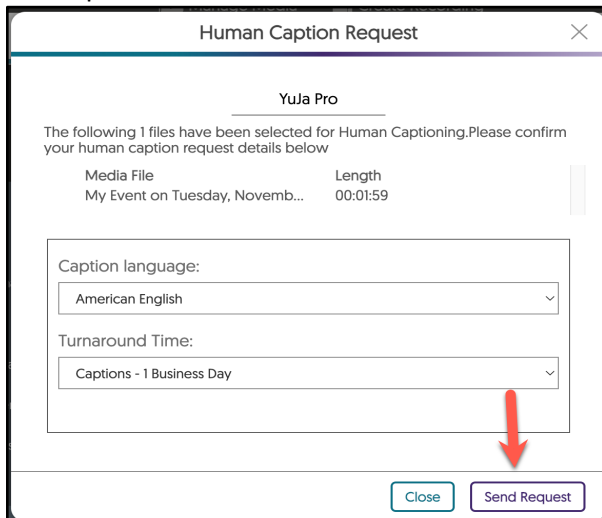 Human Caption Request
YuJa Pro
The following 1 files have been selected for Human Captioning.Please confirm
your human caption request details below
Media File Length
My Event on Tuesday, Novemb... 00:01:59
Caption language:
American English
Turnaround Time:
Captions - 1 Business Day
Close Send Request